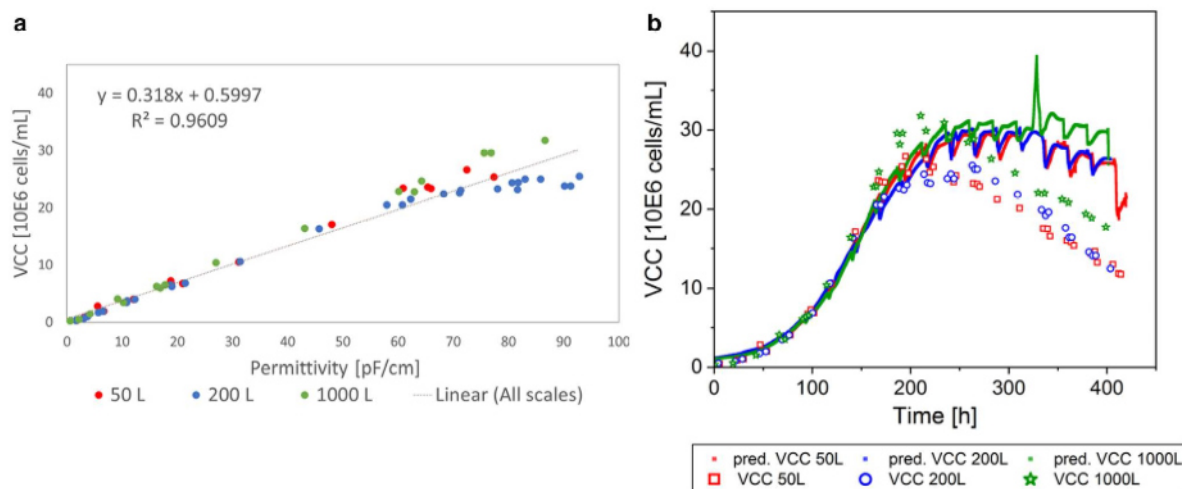 a
y = 0.318x + 0.5997
R² = 0.9609
VCC [10E6 cells/mL]
40
30
20
10
0
0 10 20 30 40 50 60 70 80 90 100
Permittivity [pF/cm]
50 L 200 L 1000 L Linear (All scales)
b
VCC [10E6 cells/mL]
40
30
20
10
0
0 100 200 300 400
Time [h]
pred. VCC 50L pred. VCC 200L pred. VCC 1000L
VCC 50L VCC 200L VCC 1000L